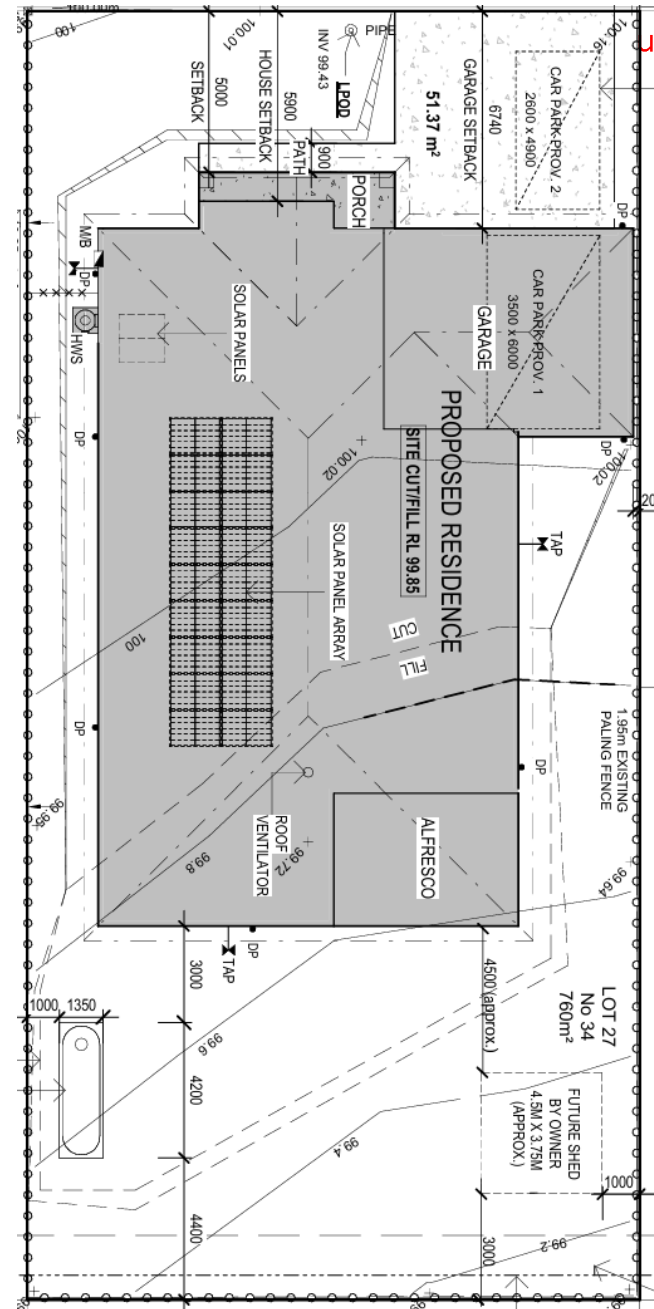 100
100.01
100.16
PIPE
INV 99.43
LPOD
SETBACK
5000
HOUSE SETBACK
5900
PATH
900
51.37 m²
GARAGE SETBACK
6740
CAR PARK PROV. 2
2600 x 4900
PORCH
DP
M/B
DP
HWS
SOLAR PANELS
GARAGE
CAR PARK PROV. 1
3500 x 6000
DP
DP
100.02
100.02
PROPOSED RESIDENCE
SITE CUT/FILL RL 99.85
TAP
SOLAR PANEL ARRAY
100
CUT
FILL
DP
DP
1.95m EXISTING
PALING FENCE
99.8
99.72
ROOF
VENTILATOR
ALFRESCO
99.64
DP
TAP
3000
4500(approx.)
LOT 27
No 34
760m²
1000
1350
99.6
4200
FUTURE SHED
BY OWNER
4.5M X 3.75M
(APPROX.)
99.4
1000
4400
3000
99.2